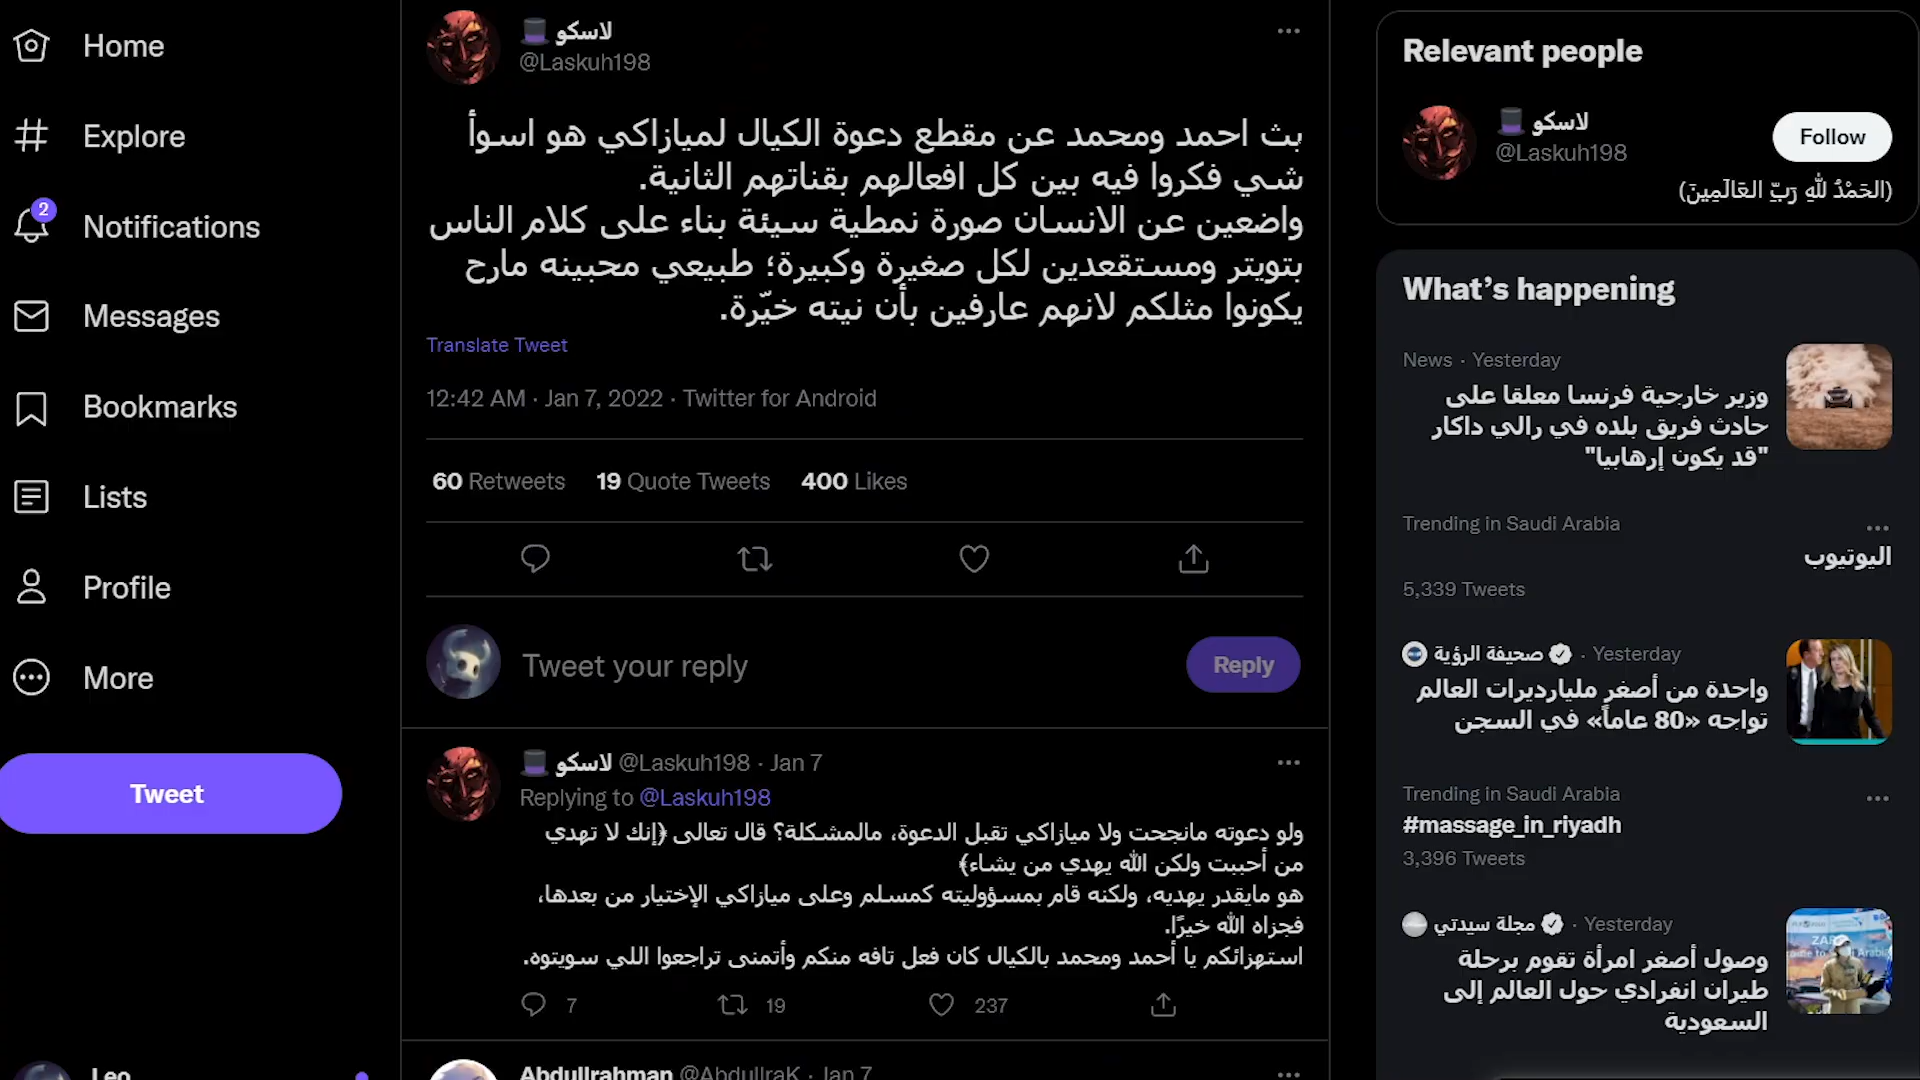 Home
Explore
2
Notifications
Messages
Bookmarks
Lists
Profile
More
Tweet
Leo
لاسكو
@Laskuh198
بث احمد ومحمد عن مقطع دعوة الكيال لميازاكي هو اسوأ
شي فكروا فيه بين كل افعالهم بقناتهم الثانية.
واضعين عن الانسان صورة نمطية سيئة بناء على كلام الناس
بتويتر ومستقعدين لكل صغيرة وكبيرة؛ طبيعي محبينه مارح
يكونوا مثلكم لانهم عارفين بأن نيته خيّرة.
Translate Tweet
12:42 AM · Jan 7, 2022 · Twitter for Android
60 Retweets 19 Quote Tweets 400 Likes
Tweet your reply
Reply
لاسكو @Laskuh198 · Jan 7
Replying to @Laskuh198
ولو دعوته مانجحت ولا ميازاكي تقبل الدعوة، مالمشكلة؟ قال تعالى ﴿إنك لا تهدي
من أحببت ولكن الله يهدي من يشاء﴾
هو مايقدر يهديه، ولكنه قام بمسؤوليته كمسلم وعلى ميازاكي الإختيار من بعدها،
فجزاه الله خيرًا.
استهزائكم يا أحمد ومحمد بالكيال كان فعل تافه منكم وأتمنى تراجعوا اللي سويتوه.
7 19 237
Abdullrahman @AbdullraK · Jan 7
Relevant people
لاسكو
@Laskuh198
Follow
(الحَمْدُ للهِ رَبِّ العَالَمِينَ)
What’s happening
News · Yesterday
وزير خارجية فرنسا معلقا على
حادث فريق بلده في رالي داكار
"قد يكون إرهابيا"
Trending in Saudi Arabia
اليوتيوب
5,339 Tweets
صحيفة الرؤية · Yesterday
واحدة من أصغر مليارديرات العالم
تواجه «80 عاماً» في السجن
Trending in Saudi Arabia
#massage_in_riyadh
3,396 Tweets
مجلة سيدتي · Yesterday
وصول أصغر امرأة تقوم برحلة
طيران انفرادي حول العالم إلى
السعودية